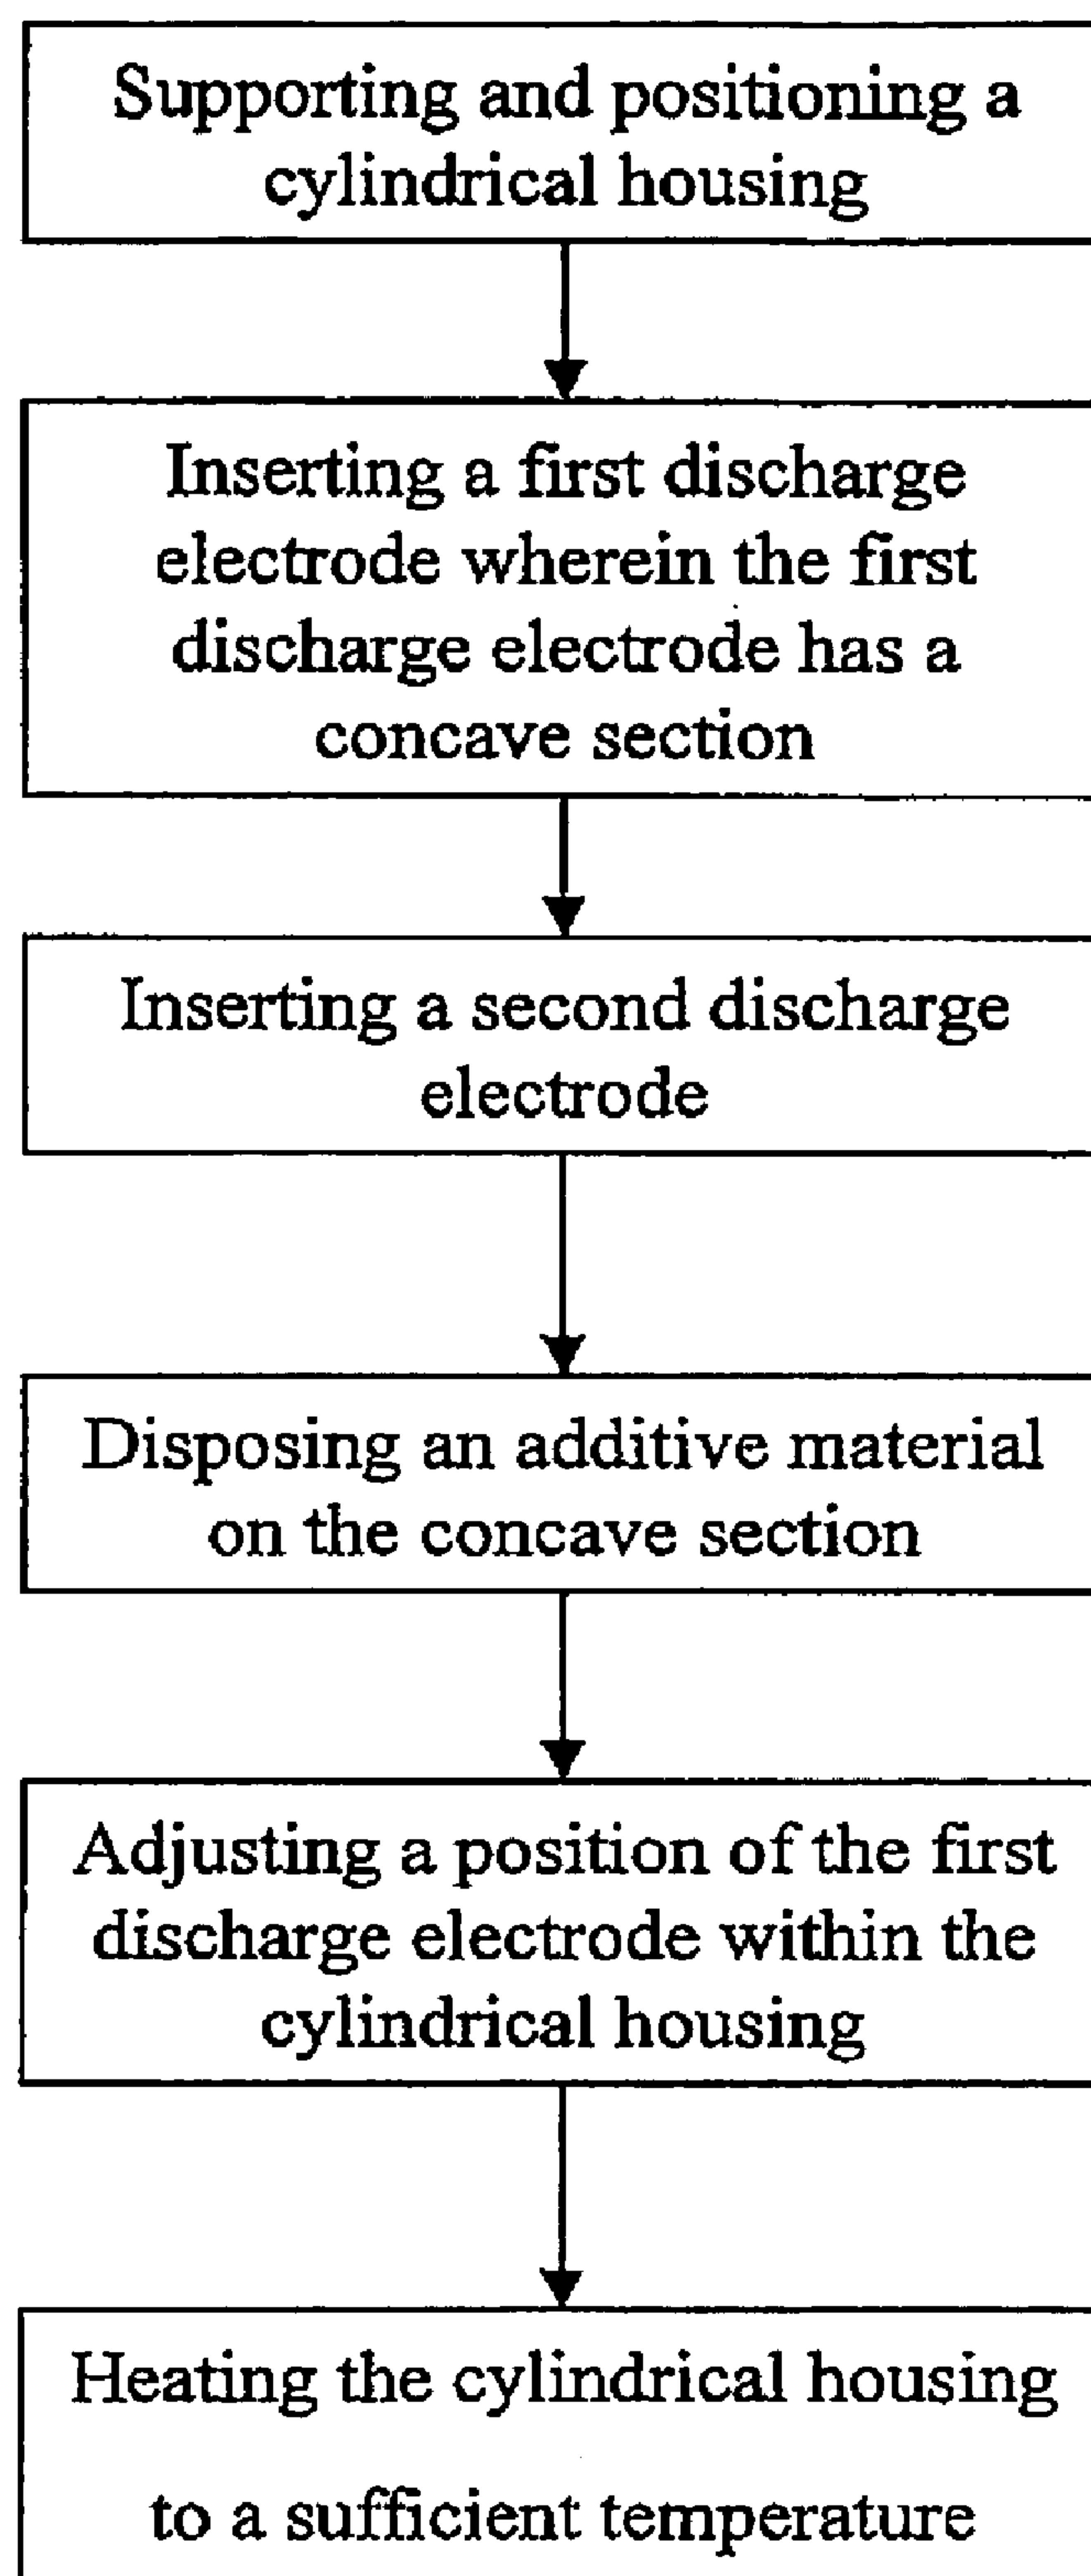 Supporting and positioning a
cylindrical housing
Inserting a first discharge
electrode wherein the first
discharge electrode has a
concave section
Inserting a second discharge
electrode
Disposing an additive material
on the concave section
Adjusting a position of the first
discharge electrode within the
cylindrical housing
Heating the cylindrical housing
to a sufficient temperature